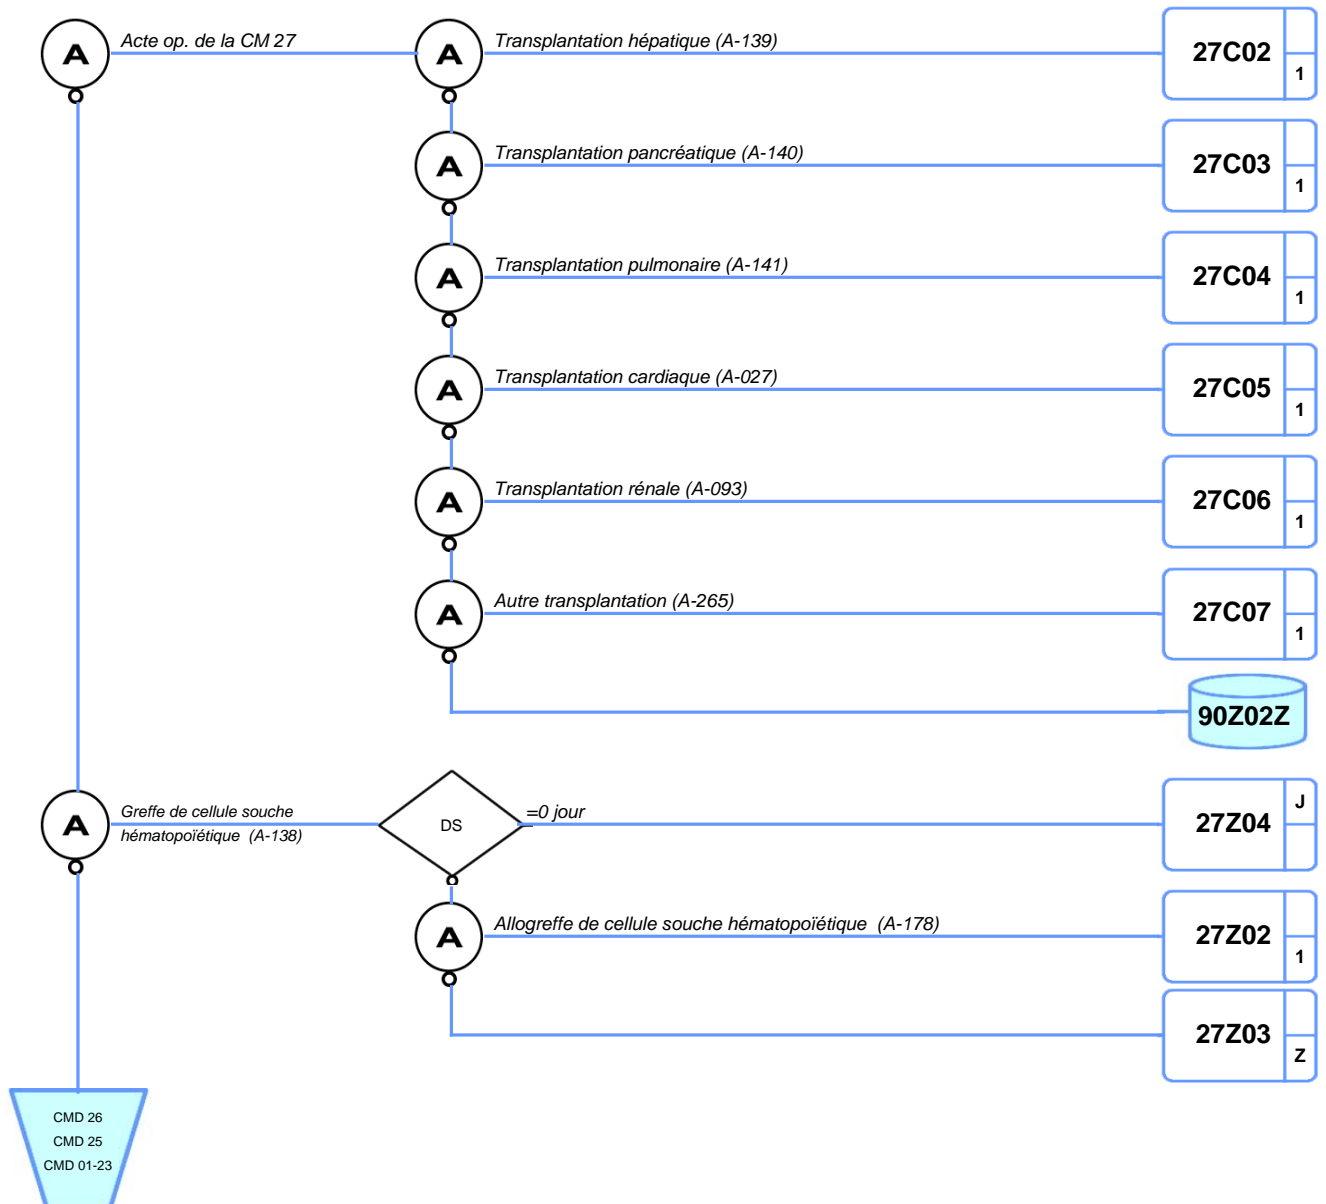 A
Acte op. de la CM 27
A
Transplantation hépatique (A-139)
27C02
1
A
Transplantation pancréatique (A-140)
27C03
1
A
Transplantation pulmonaire (A-141)
27C04
1
A
Transplantation cardiaque (A-027)
27C05
1
A
Transplantation rénale (A-093)
27C06
1
A
Autre transplantation (A-265)
27C07
1
90Z02Z
A
Greffe de cellule souche
hématopoïétique (A-138)
DS
=0 jour
27Z04
J
A
Allogreffe de cellule souche hématopoïétique (A-178)
27Z02
1
27Z03
Z
CMD 26
CMD 25
CMD 01-23